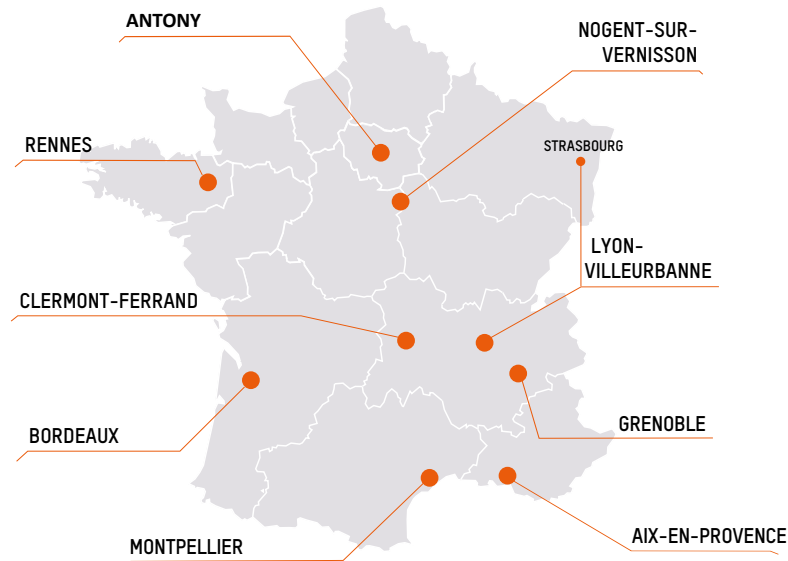 ANTONY
NOGENT-SUR-
VERNISSON
RENNES
STRASBOURG
LYON-
VILLEURBANNE
CLERMONT-FERRAND
GRENOBLE
BORDEAUX
AIX-EN-PROVENCE
MONTPELLIER